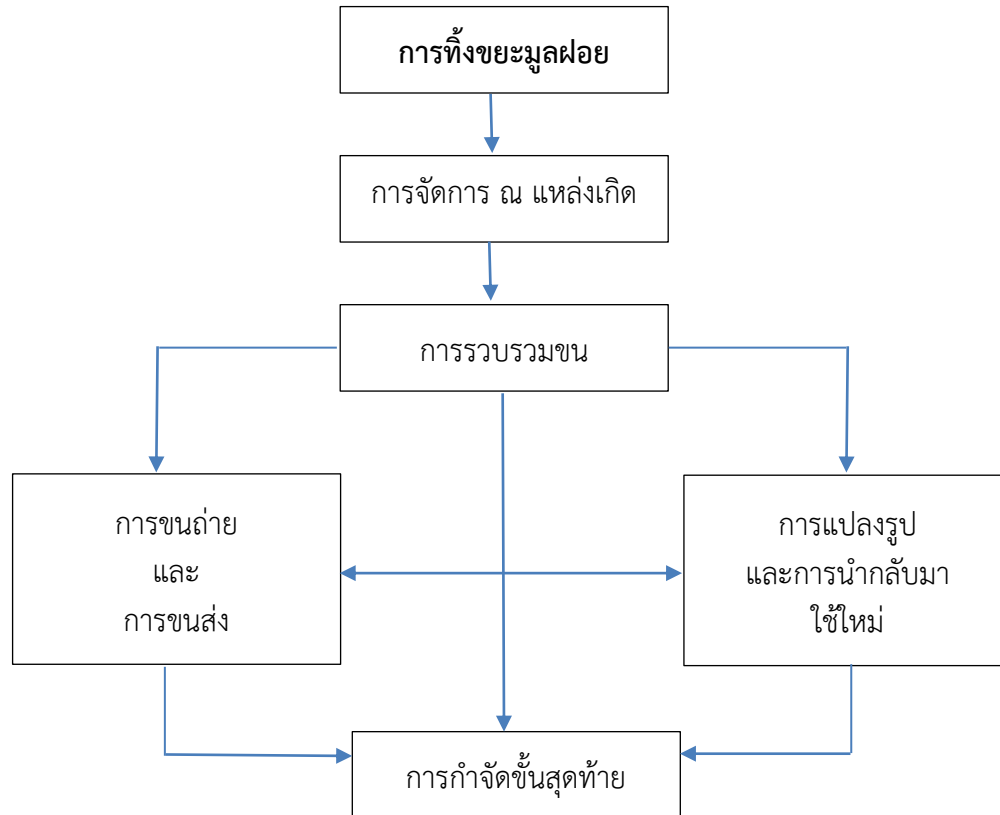 การทิ้งขยะมูลฝอย
การจัดการ ณ แหล่งเกิด
การรวบรวมขน
การขนถ่าย
และ
การขนส่ง
การแปลงรูป
และการนำกลับมา
ใช้ใหม่
การกำจัดขั้นสุดท้าย